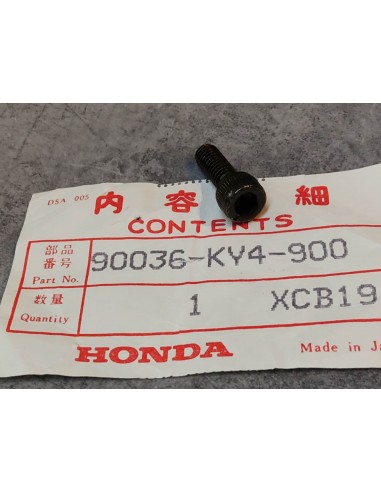 DSA 005
内容明細
CONTENTS
部品番号
Part No.
90036-KY4-900
数量
Quantity
1 XCB19
HONDA
Made in Ja